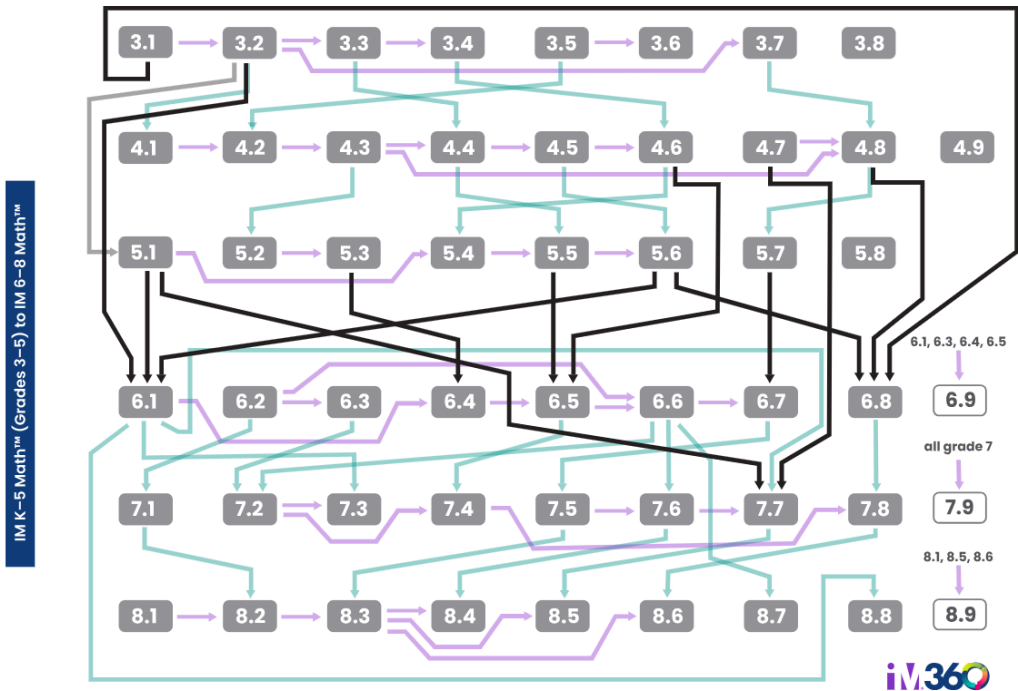 3.1 3.2 3.3 3.4 3.5 3.6 3.7 3.8
4.1 4.2 4.3 4.4 4.5 4.6 4.7 4.8 4.9
5.1 5.2 5.3 5.4 5.5 5.6 5.7 5.8
6.1, 6.3, 6.4, 6.5
6.1 6.2 6.3 6.4 6.5 6.6 6.7 6.8 6.9
all grade 7
7.1 7.2 7.3 7.4 7.5 7.6 7.7 7.8 7.9
8.1, 8.5, 8.6
8.1 8.2 8.3 8.4 8.5 8.6 8.7 8.8 8.9
IM K–5 Math™ (Grades 3–5) to IM 6–8 Math™
iM360